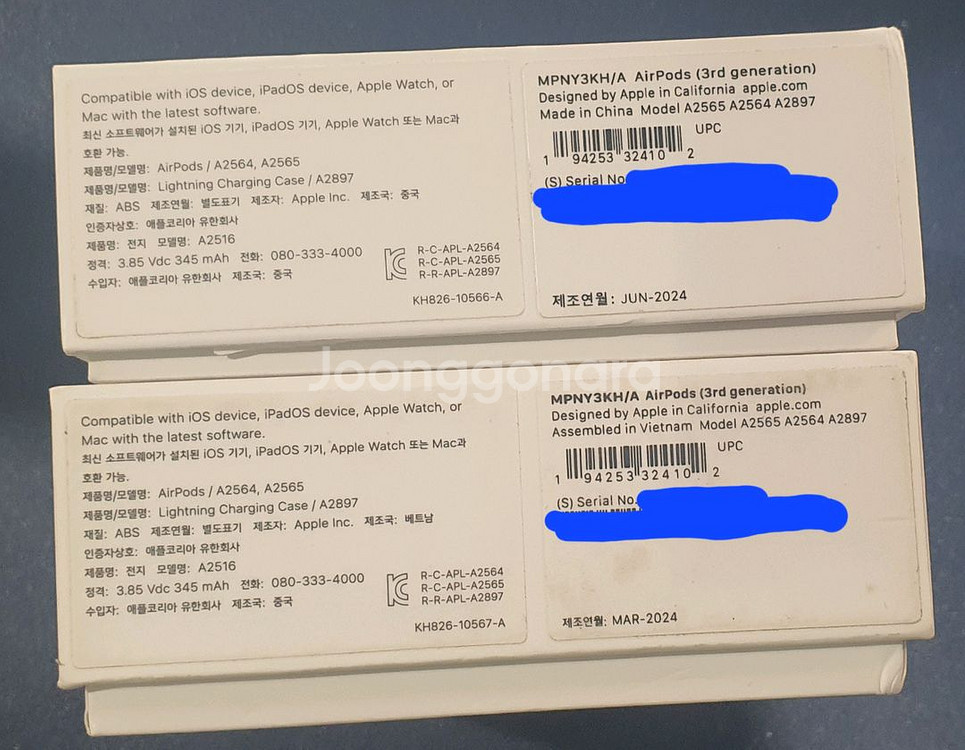 Compatible with iOS device, iPadOS device, Apple Watch, or
Mac with the latest software.
최신 소프트웨어가 설치된 iOS 기기, iPadOS 기기, Apple Watch 또는 Mac과
호환 가능.
제품명/모델명: AirPods / A2564, A2565
제품명/모델명: Lightning Charging Case / A2897
재질: ABS 제조연월: 별도표기 제조자: Apple Inc. 제조국: 중국
인증자상호: 애플코리아 유한회사
제품명: 전지 모델명: A2516
정격: 3.85 Vdc 345 mAh 전화: 080-333-4000
수입자: 애플코리아 유한회사 제조국: 중국
R-C-APL-A2564
R-C-APL-A2565
R-R-APL-A2897
KH826-10566-A
MPNY3KH/A AirPods (3rd generation)
Designed by Apple in California apple.com
Made in China Model A2565 A2564 A2897
UPC
1 94253 32410 2
(S) Serial No.
제조연월: JUN-2024
Joonggonara
Compatible with iOS device, iPadOS device, Apple Watch, or
Mac with the latest software.
최신 소프트웨어가 설치된 iOS 기기, iPadOS 기기, Apple Watch 또는 Mac과
호환 가능.
제품명/모델명: AirPods / A2564, A2565
제품명/모델명: Lightning Charging Case / A2897
재질: ABS 제조연월: 별도표기 제조자: Apple Inc. 제조국: 베트남
인증자상호: 애플코리아 유한회사
제품명: 전지 모델명: A2516
정격: 3.85 Vdc 345 mAh 전화: 080-333-4000
수입자: 애플코리아 유한회사 제조국: 중국
R-C-APL-A2564
R-C-APL-A2565
R-R-APL-A2897
KH826-10567-A
MPNY3KH/A AirPods (3rd generation)
Designed by Apple in California apple.com
Assembled in Vietnam Model A2565 A2564 A2897
UPC
1 94253 32410 2
(S) Serial No.
제조연월: MAR-2024